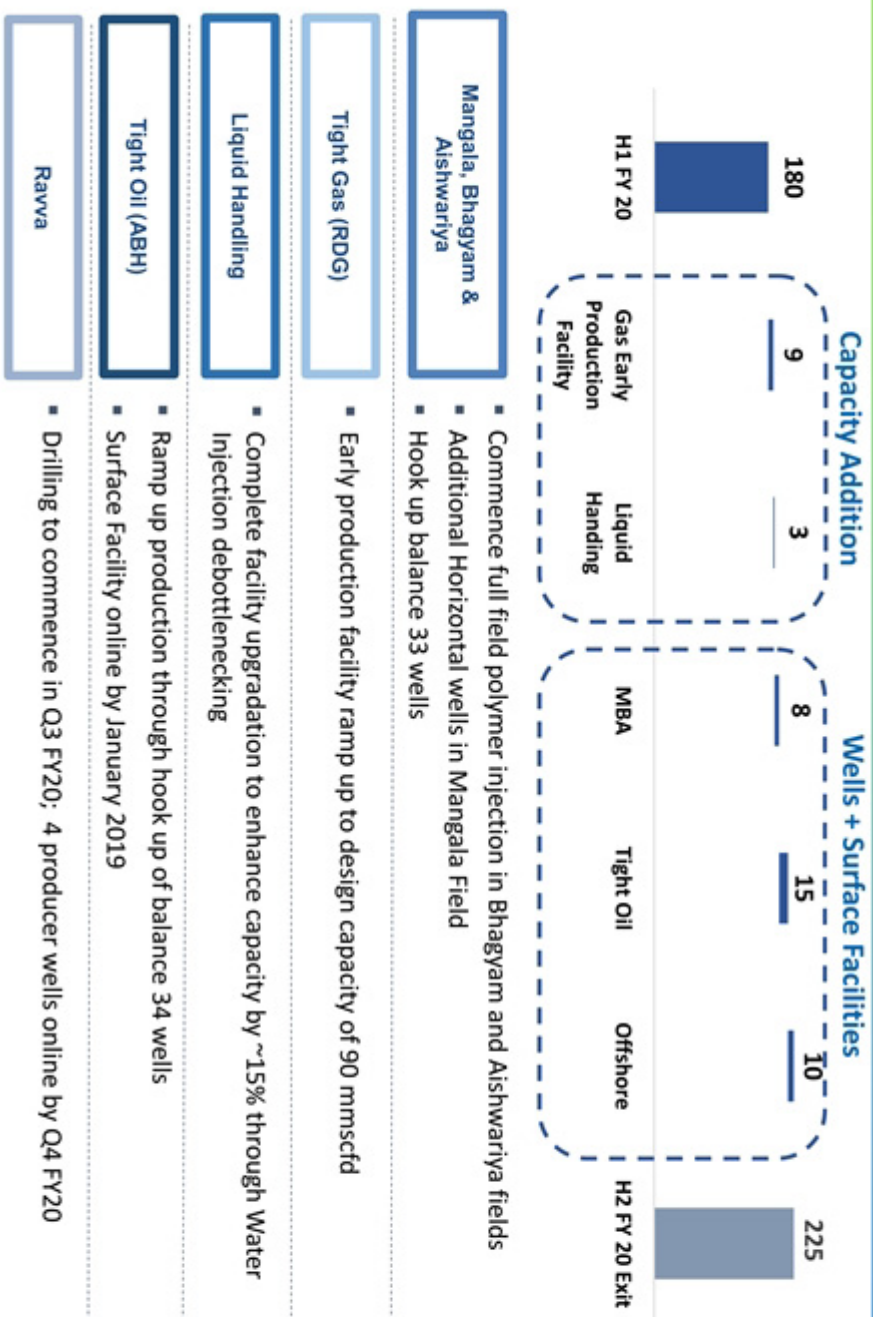 Capacity Addition
Wells + Surface Facilities
180
9
3
8
15
10
225
H1 FY 20
Gas Early
Production
Facility
Liquid
Handing
MBA
Tight Oil
Offshore
H2 FY 20 Exit
Mangala, Bhagyam &
Aishwariya
▪ Commence full field polymer injection in Bhagyam and Aishwariya fields
▪ Additional Horizontal wells in Mangala Field
▪ Hook up balance 33 wells
Tight Gas (RDG)
▪ Early production facility ramp up to design capacity of 90 mmscfd
Liquid Handling
▪ Complete facility upgradation to enhance capacity by ~15% through Water
Injection debottlenecking
Tight Oil (ABH)
Ramp up production through hook up of balance 34 wells
▪ Surface Facility online by January 2019
Ravva
▪ Drilling to commence in Q3 FY20; 4 producer wells online by Q4 FY20